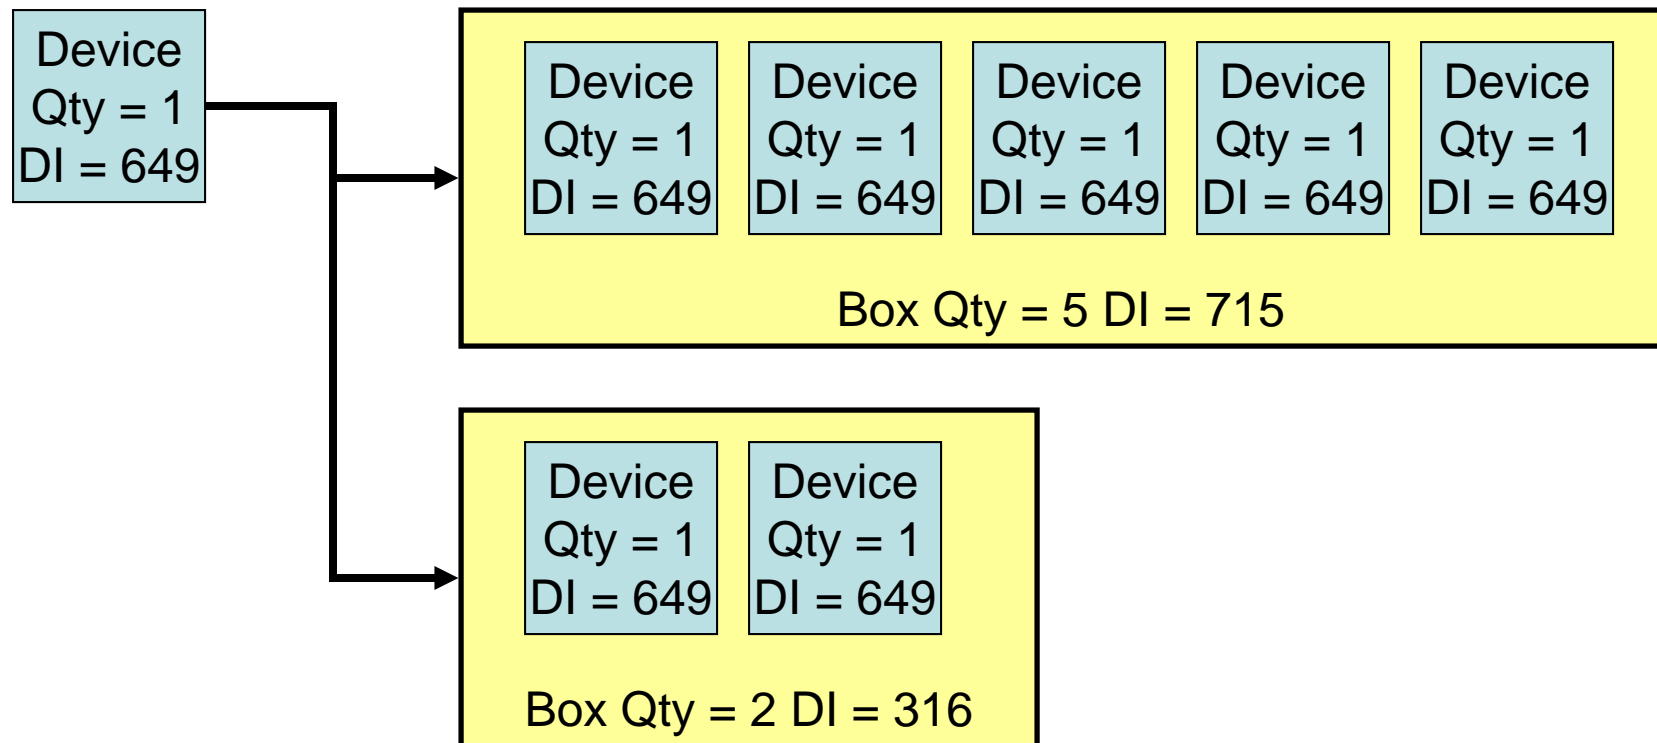 Device
Qty = 1
DI = 649
Device
Qty = 1
DI = 649
Device
Qty = 1
DI = 649
Device
Qty = 1
DI = 649
Device
Qty = 1
DI = 649
Device
Qty = 1
DI = 649
Box Qty = 5 DI = 715
Device
Qty = 1
DI = 649
Device
Qty = 1
DI = 649
Box Qty = 2 DI = 316